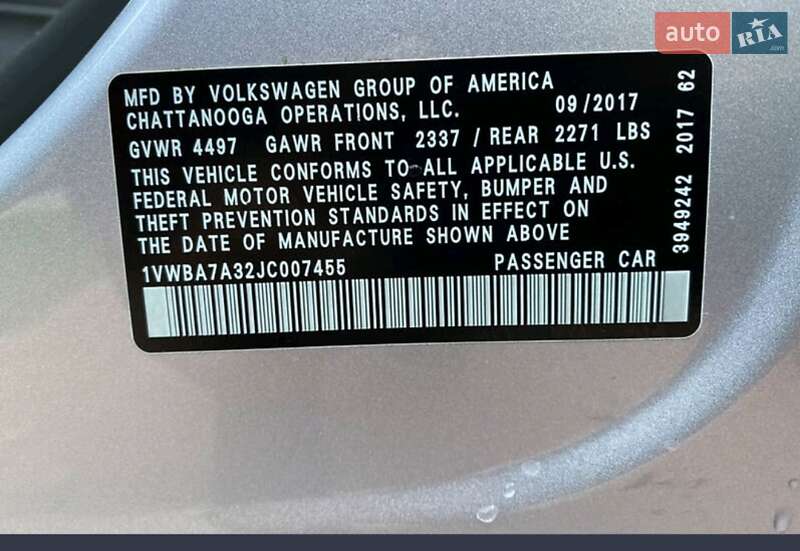 auto RIA
.com
MFD BY VOLKSWAGEN GROUP OF AMERICA
CHATTANOOGA OPERATIONS, LLC. 09/2017
GVWR 4497 GAWR FRONT 2337 / REAR 2271 LBS
THIS VEHICLE CONFORMS TO ALL APPLICABLE U.S.
FEDERAL MOTOR VEHICLE SAFETY, BUMPER AND
THEFT PREVENTION STANDARDS IN EFFECT ON
THE DATE OF MANUFACTURE SHOWN ABOVE
1VWBA7A32JC007455 PASSENGER CAR
3949242 2017 62